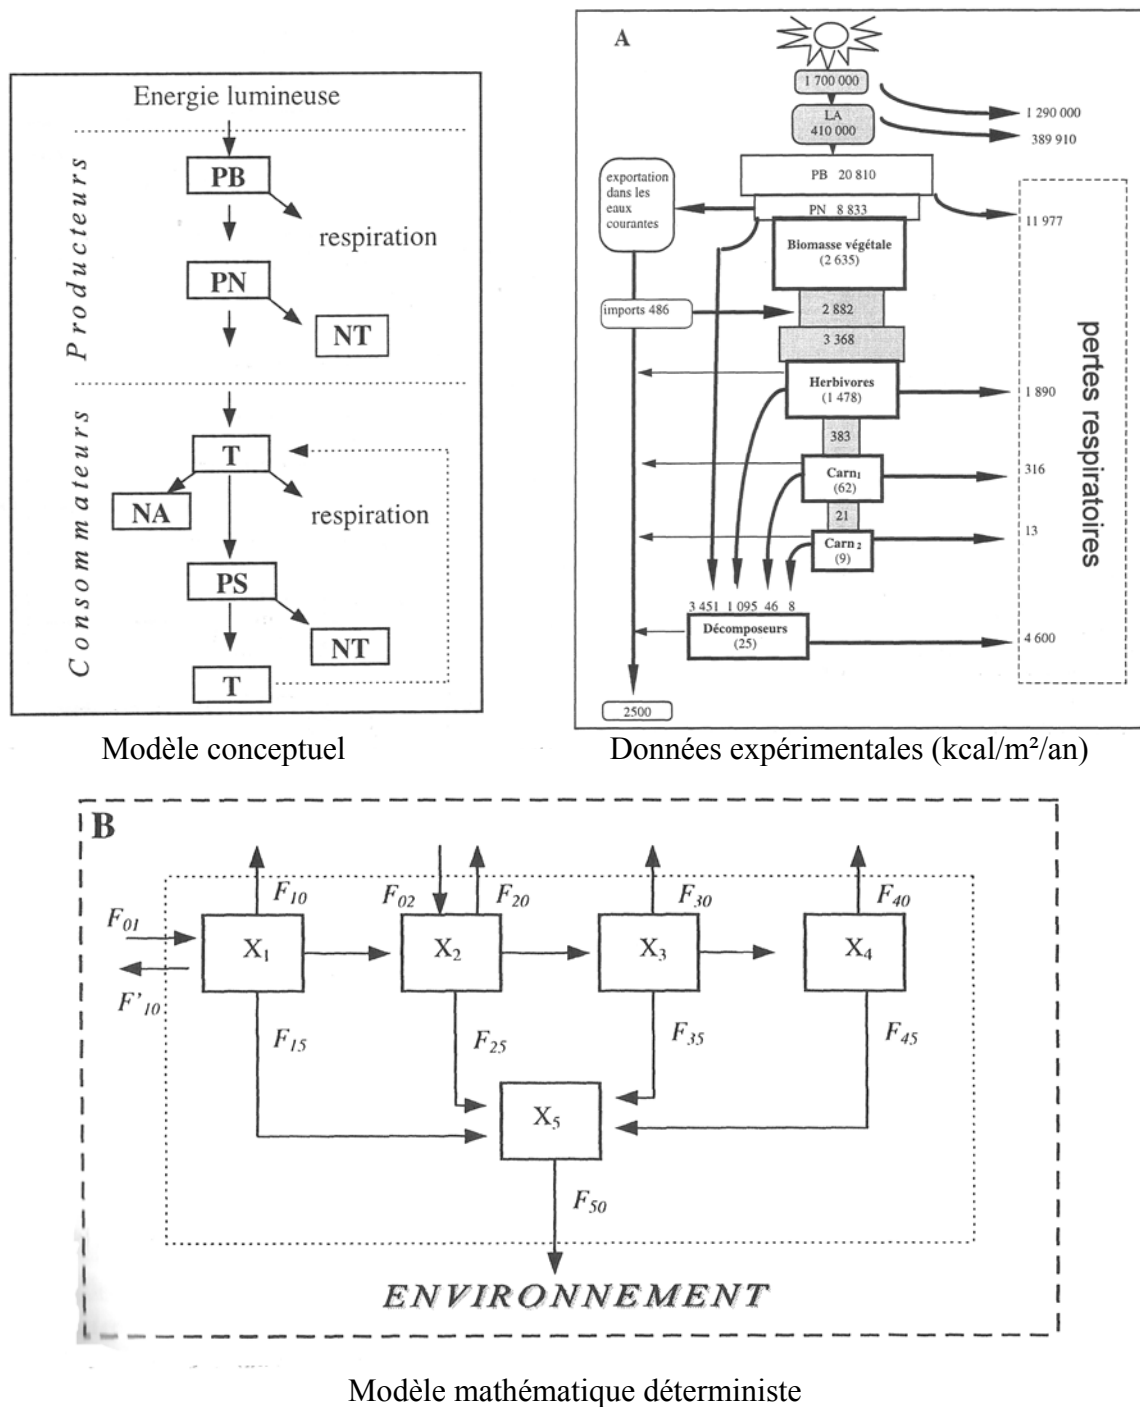 Energie lumineuse
Producteurs
PB
respiration
PN
NT
Consommateurs
T
NA
respiration
PS
NT
T
Modèle conceptuel
A
1 700 000
1 290 000
LA
410 000
389 910
exportation
dans les
eaux
courantes
PB 20 810
PN 8 833
11 977
Biomasse végétale
(2 635)
imports 486
2 882
3 368
Herbivores
(1 478)
1 890
383
Carn1
(62)
316
21
Carn 2
(9)
13
3 451 1 095 46 8
Décomposeurs
(25)
4 600
2500
pertes respiratoires
Données expérimentales (kcal/m²/an)
B
F10
F02
F20
F30
F40
F01
X1
X2
X3
X4
F'10
F15
F25
F35
F45
X5
F50
ENVIRONNEMENT
Modèle mathématique déterministe